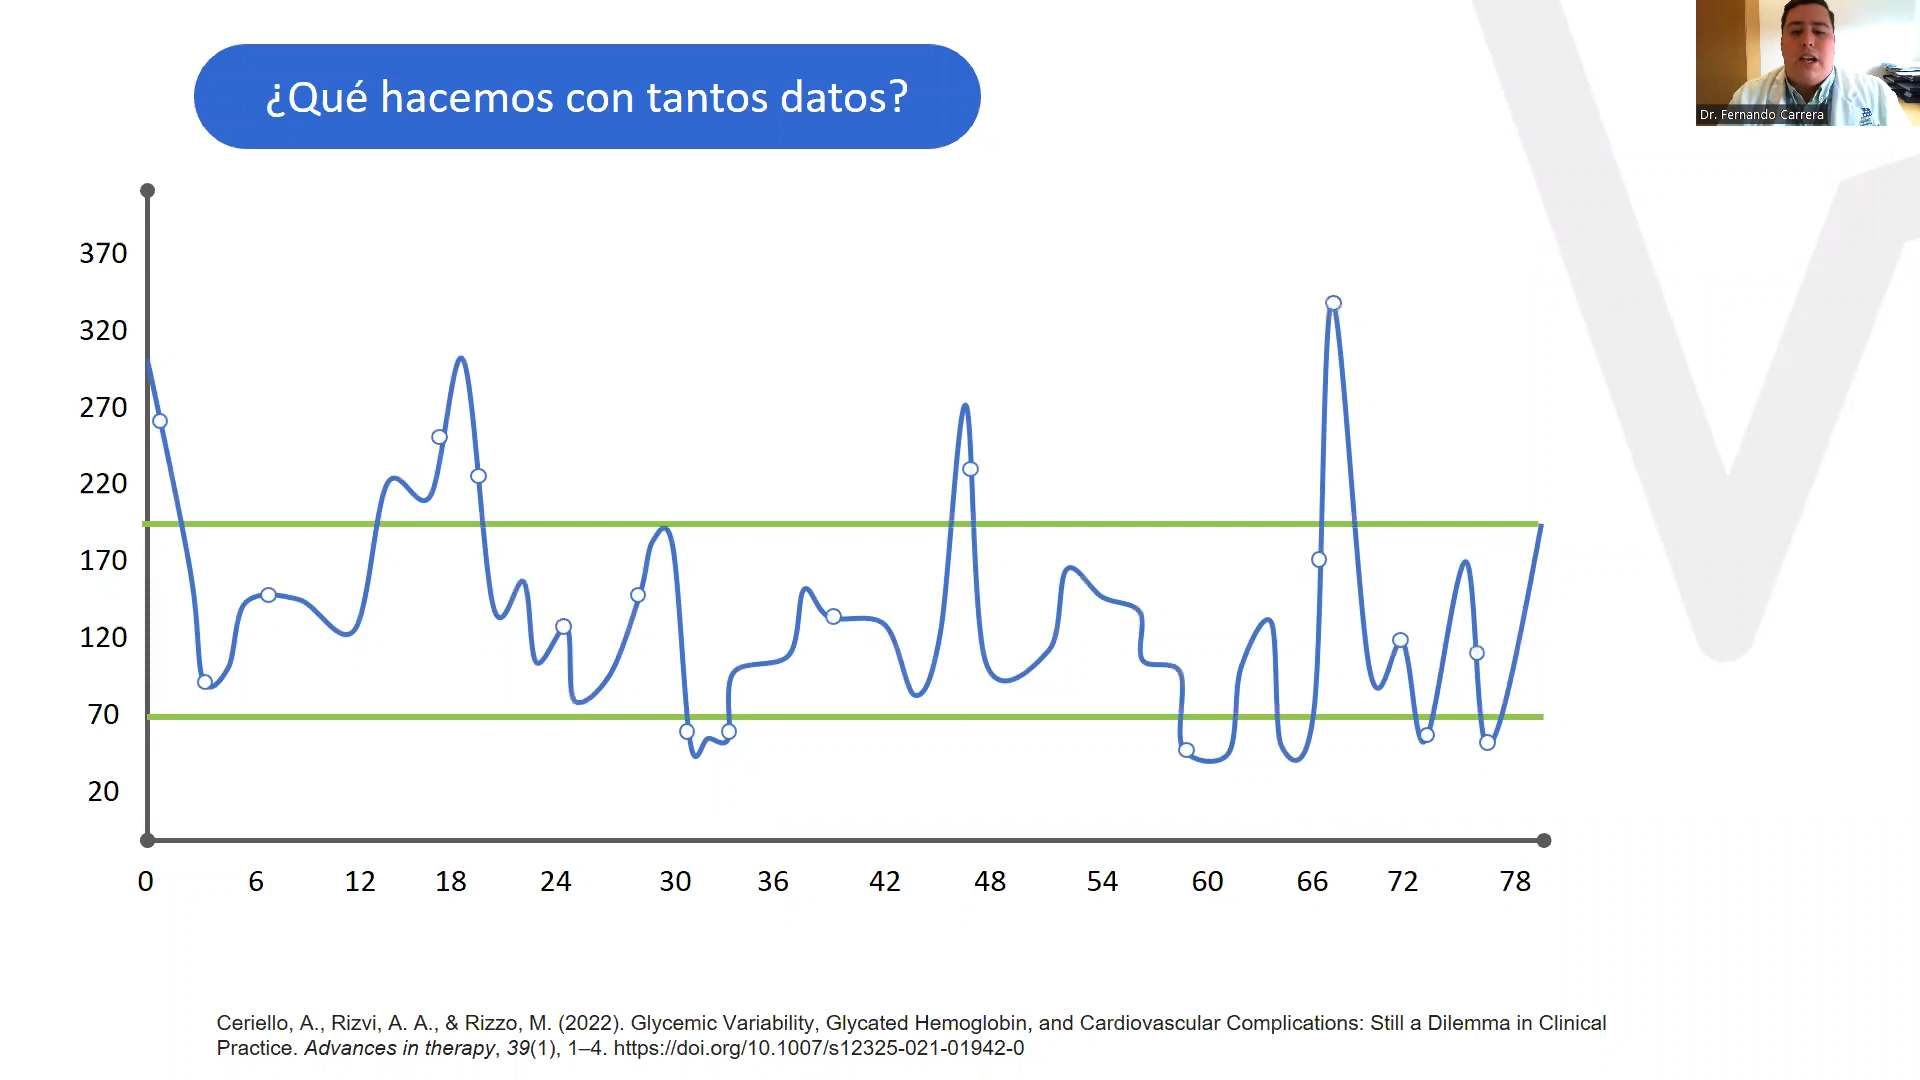 ¿Qué hacemos con tantos datos?
Dr. Fernando Carrera
370
320
270
220
170
120
70
20
0 6 12 18 24 30 36 42 48 54 60 66 72 78
Ceriello, A., Rizvi, A. A., & Rizzo, M. (2022). Glycemic Variability, Glycated Hemoglobin, and Cardiovascular Complications: Still a Dilemma in Clinical
Practice. Advances in therapy, 39(1), 1–4. https://doi.org/10.1007/s12325-021-01942-0